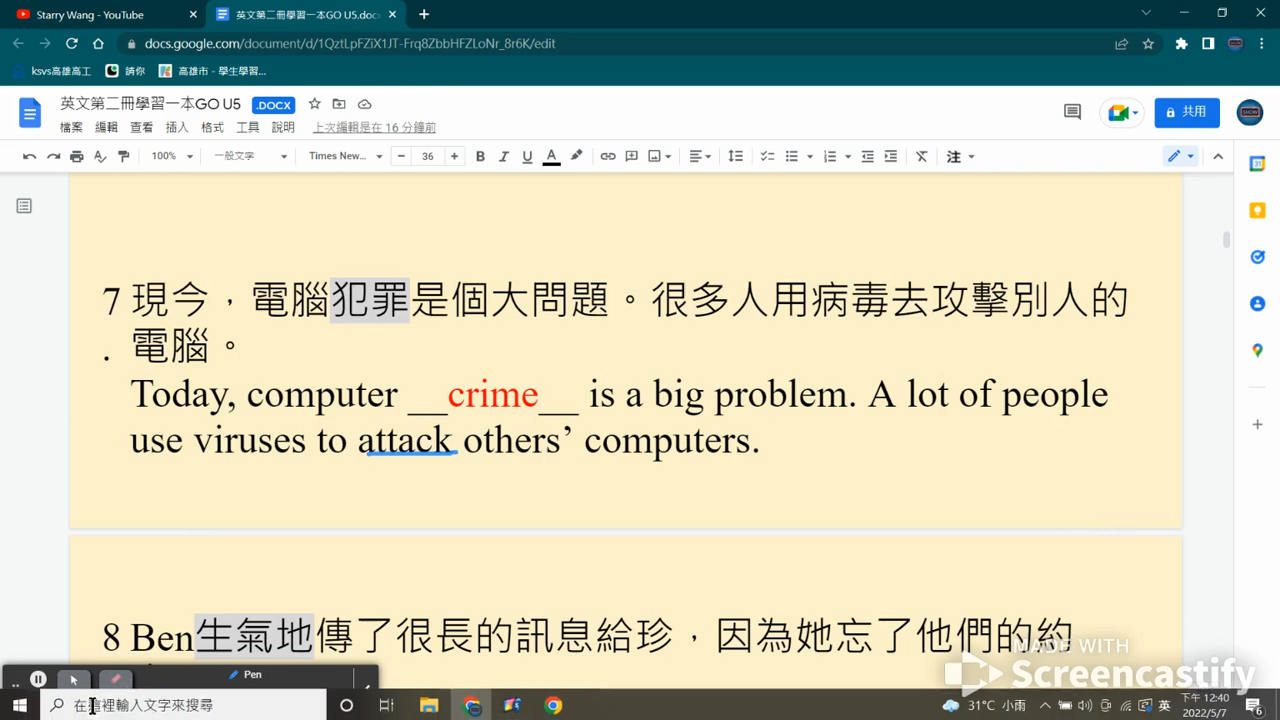 Starry Wang - YouTube
英文第二冊學習一本GO U5.docx
docs.google.com/document/d/1QztLpFZiX1JT-Frq8ZbbHFZLoNr_8r6K/edit
ksvs高雄高工
請你
高雄市 - 學生學習...
英文第二冊學習一本GO U5 .DOCX
檔案 編輯 查看 插入 格式 工具 說明 上次編輯是在 16 分鐘前
共用
100% 一般文字 Times New... 36 B I U A 注
7 現今，電腦犯罪是個大問題。很多人用病毒去攻擊別人的
. 電腦。
Today, computer __crime__ is a big problem. A lot of people
use viruses to attack others’ computers.
8 Ben生氣地傳了很長的訊息給珍，因為她忘了他們的約
MADE WITH
Screencastify
Pen
在這裡輸入文字來搜尋
31°C 小雨
英
下午 12:40
2022/5/7
6